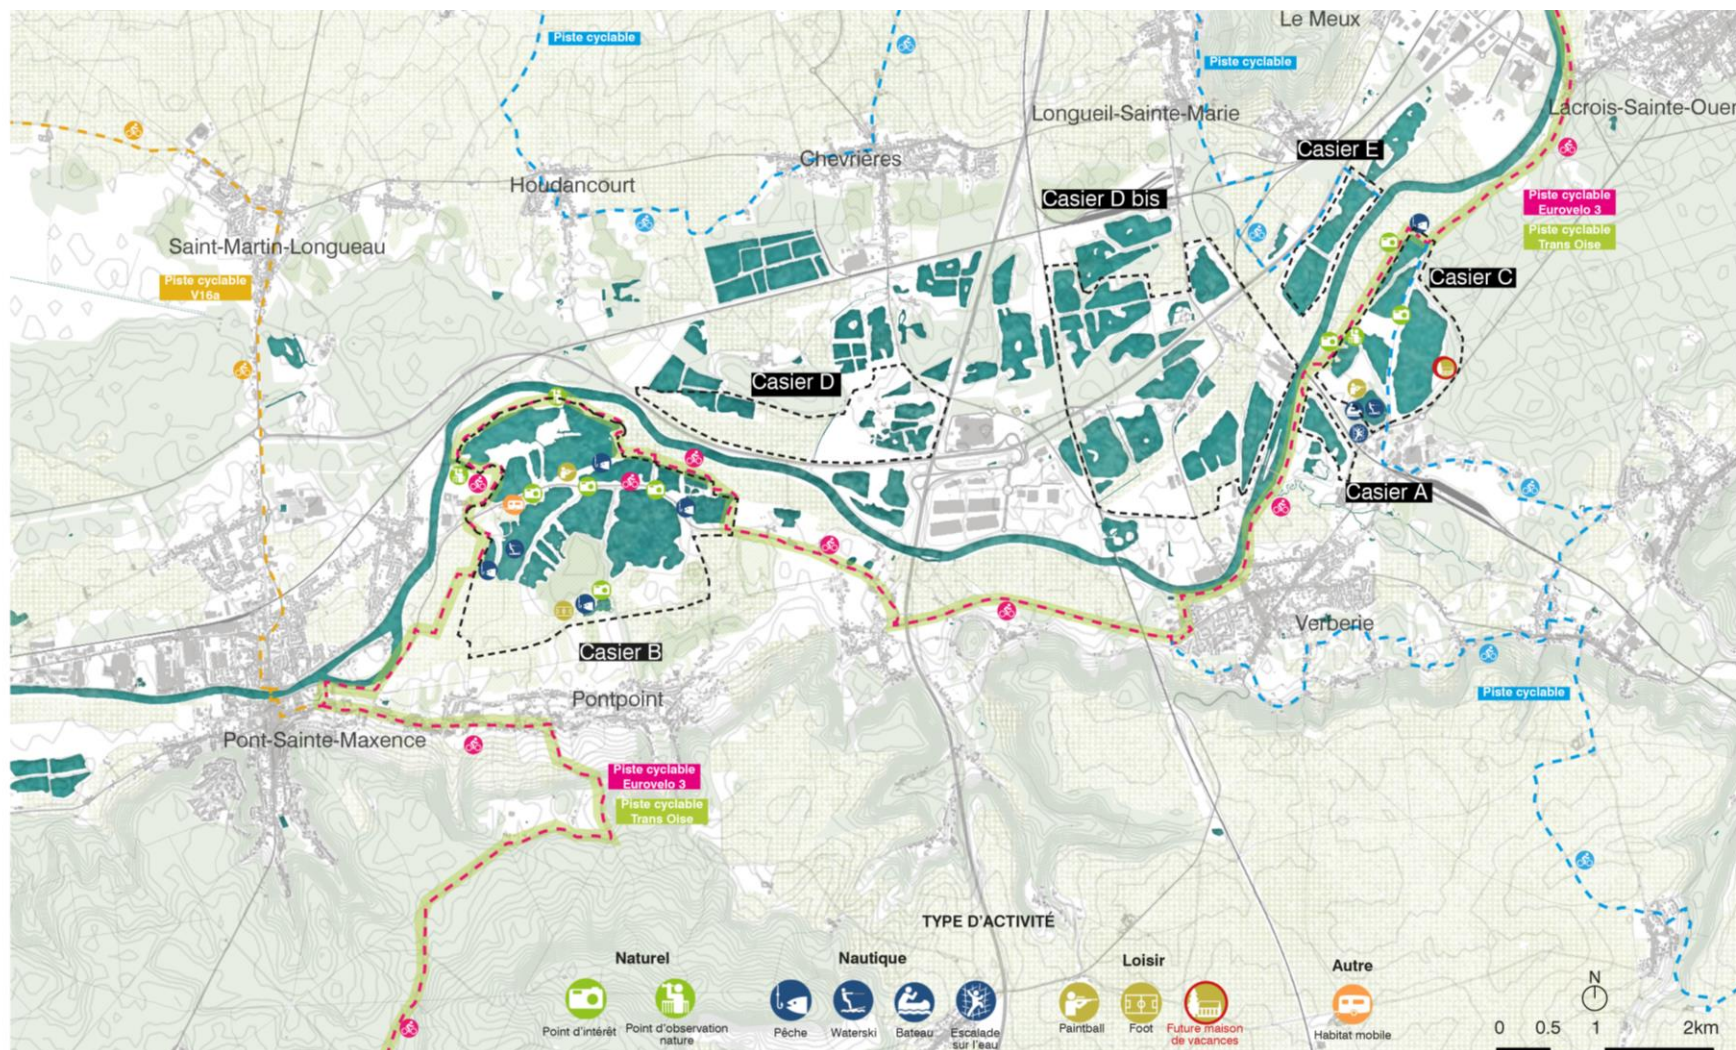 Le Meux
Piste cyclable
Piste cyclable
Longueil-Sainte-Marie
Lacrois-Sainte-Ouen
Casier E
Chevrières
Houdancourt
Casier D bis
Piste cyclable
Eurovelo 3
Piste cyclable
Trans Oise
Saint-Martin-Longueau
Piste cyclable
V16a
Casier C
Casier D
Casier A
Verberie
Casier B
Piste cyclable
Pontpoint
Pont-Sainte-Maxence
Piste cyclable
Eurovelo 3
Piste cyclable
Trans Oise
TYPE D'ACTIVITÉ
Naturel
Nautique
Loisir
Autre
Point d'intérêt
Point d'observation
nature
Pêche
Waterski
Bateau
Escalade
sur l'eau
Paintball
Foot
Future maison
de vacances
Habitat mobile
N
0 0.5 1 2km